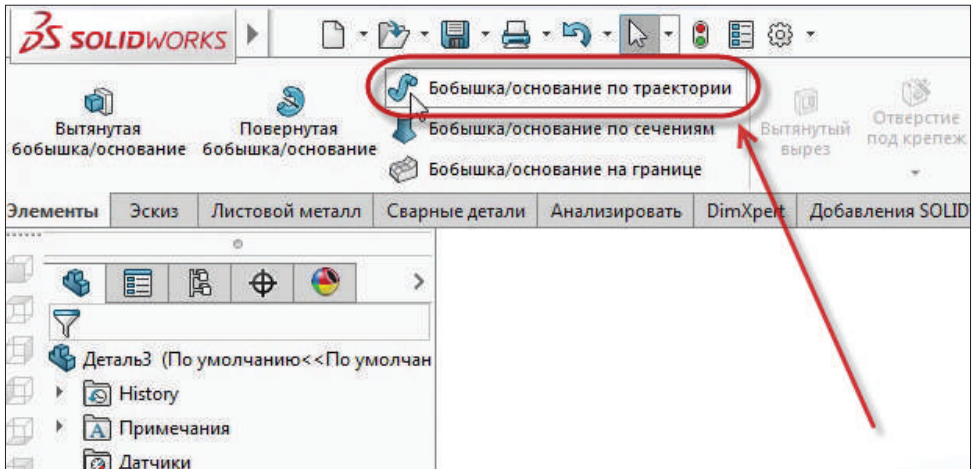 SOLIDWORKS
Бобышка/основание по траектории
Вытянутая бобышка/основание
Повернутая бобышка/основание
Бобышка/основание по сечениям
Бобышка/основание на границе
Вытянутый вырез
Отверстие под крепеж
Элементы
Эскиз
Листовой металл
Сварные детали
Анализировать
DimXpert
Добавления SOLID
Деталь3 (По умолчанию<<По умолчан
History
Примечания
Датчики